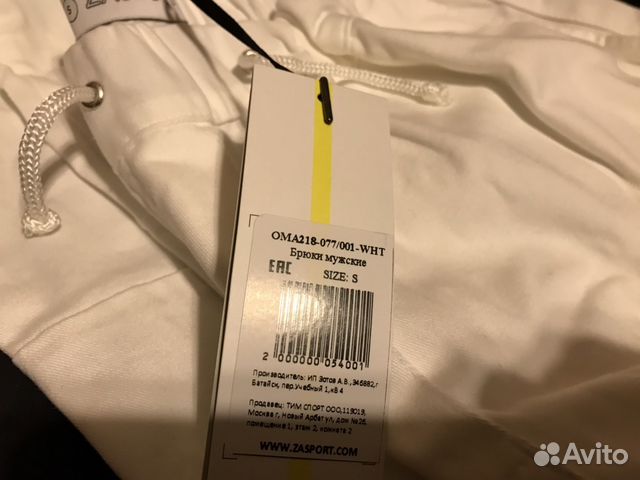 S
OMA218-077/001-WHT
Брюки мужские
EAC SIZE: S
2 000000 054001
Производитель: ИП Зотов А.В., 346882, г
Батайск, пер.Учебный 1, кВ 4
Продавец: ТИМ СПОРТ ООО, 119019,
Москва г, Новый Арбат ул, дом №26,
помещение 1, этаж 2, комната 2
WWW.ZASPORT.COM
Avito